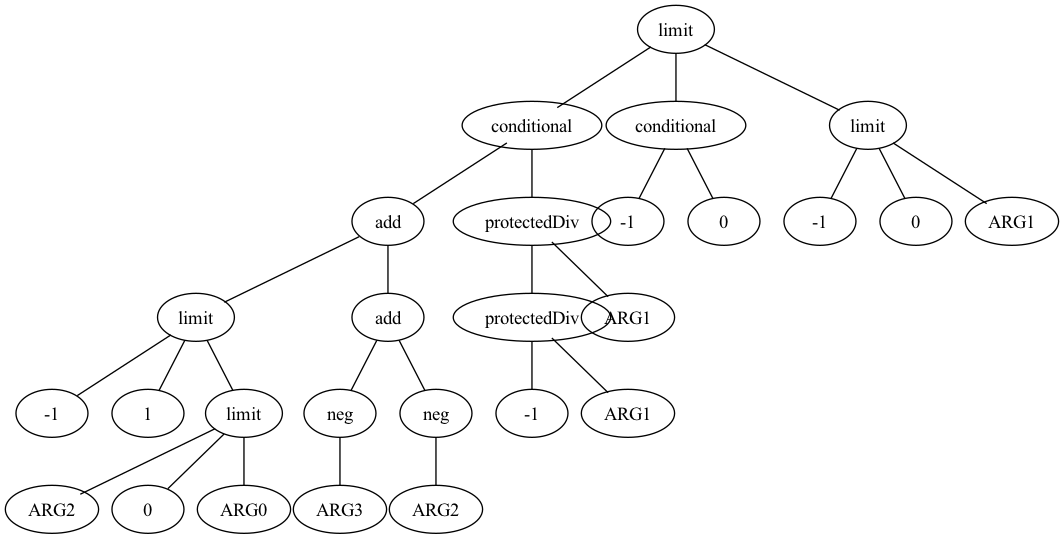 limit
conditional conditional limit
add protectedDiv -1 0 -1 0 ARG1
limit add protectedDiv ARG1
-1 1 limit neg neg -1 ARG1
ARG2 0 ARG0 ARG3 ARG2